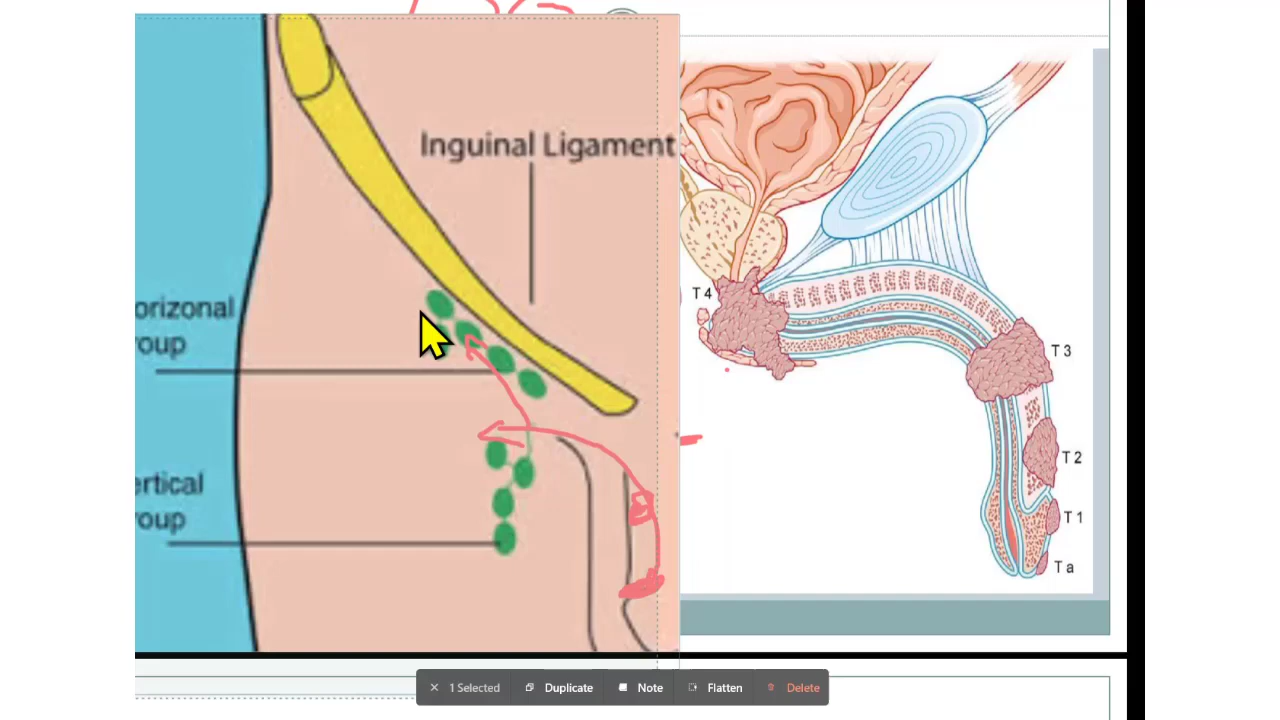 Inguinal Ligament
orizonal
roup
ertical
roup
T4
T3
T2
T1
Ta
1 Selected
Duplicate
Note
Flatten
Delete